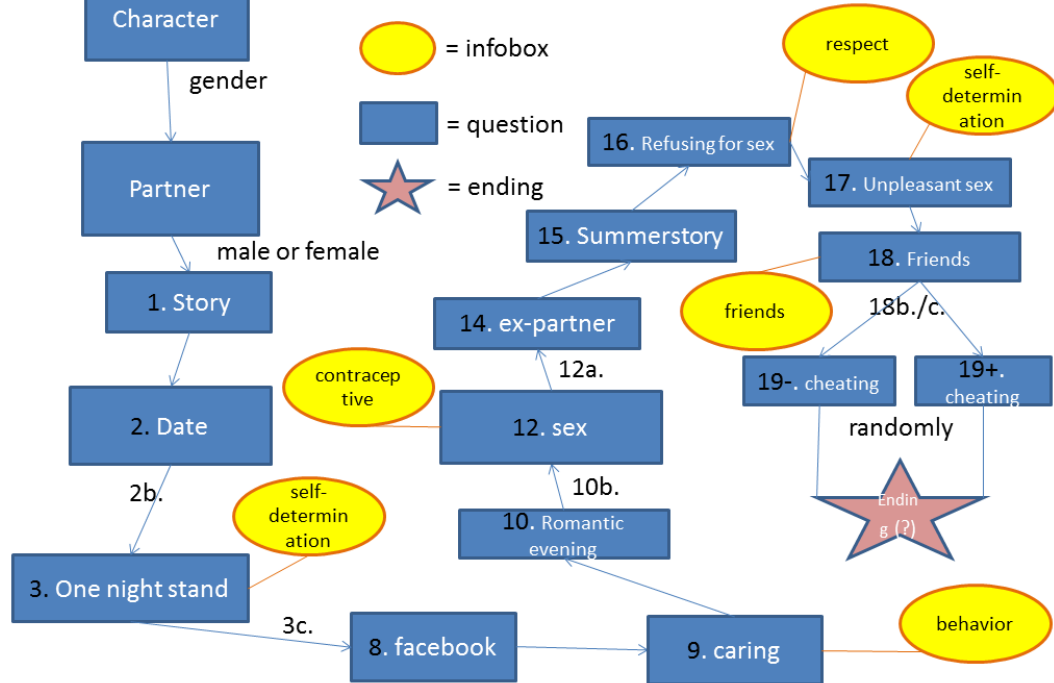 Character
gender
Partner
male or female
1. Story
2. Date
2b.
3. One night stand
self-
determin
ation
3c.
8. facebook
9. caring
behavior
10. Romantic
evening
10b.
12. sex
contracep
tive
12a.
14. ex-partner
15. Summerstory
16. Refusing for sex
respect
17. Unpleasant sex
self-
determin
ation
18. Friends
friends
18b./c.
19-. cheating
19+.
cheating
randomly
Endin
g (?)
= infobox
= question
= ending